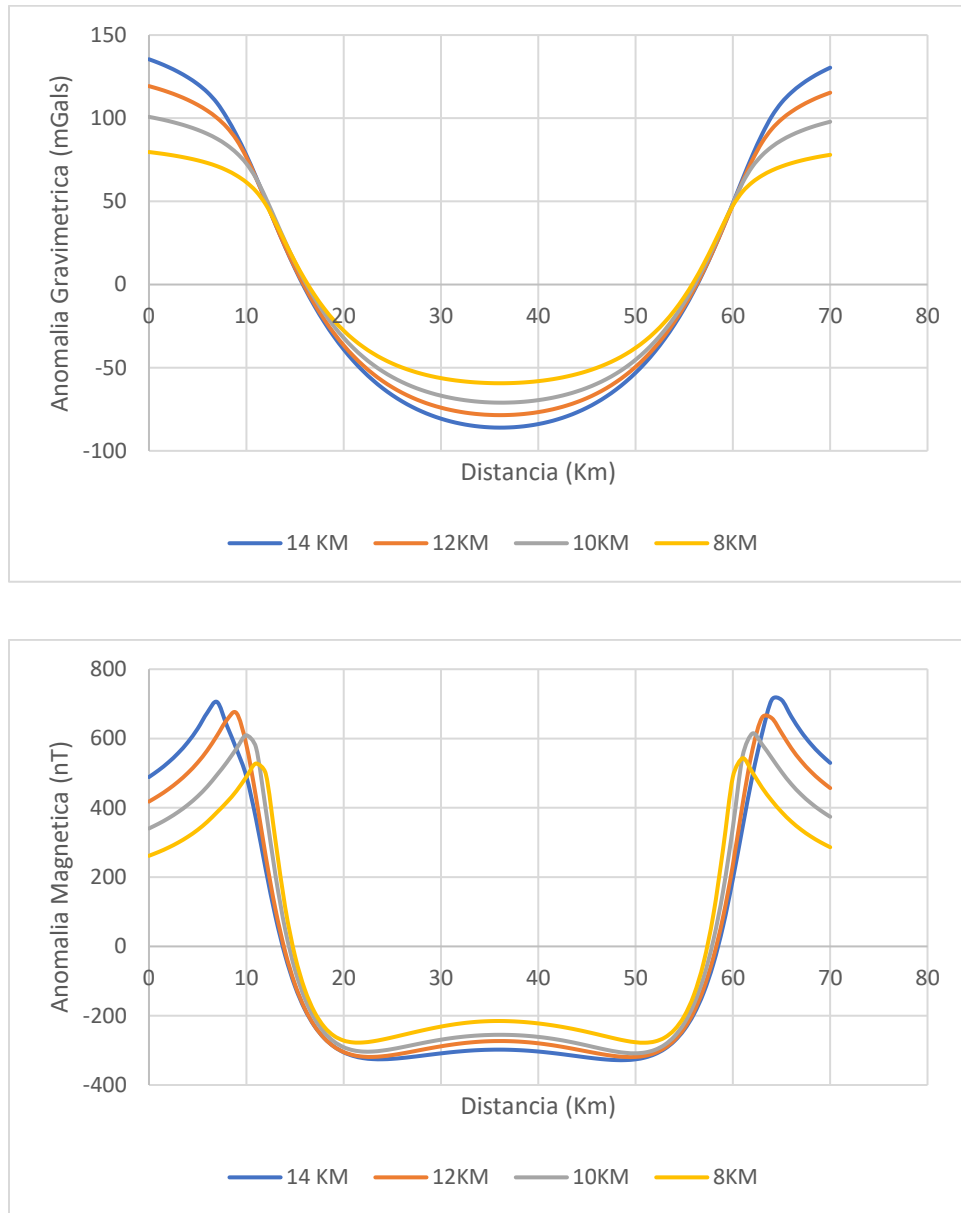 Anomalia Gravimetrica (mGals)
150
100
50
0
-50
-100
0 10 20 30 40 50 60 70 80
Distancia (Km)
14 KM 12KM 10KM 8KM
Anomalia Magnetica (nT)
800
600
400
200
0
-200
-400
0 10 20 30 40 50 60 70 80
Distancia (Km)
14 KM 12KM 10KM 8KM